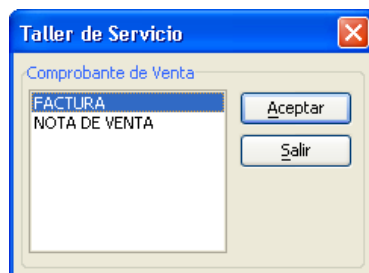 Taller de Servicio
Comprobante de Venta
FACTURA
NOTA DE VENTA
Aceptar
Salir